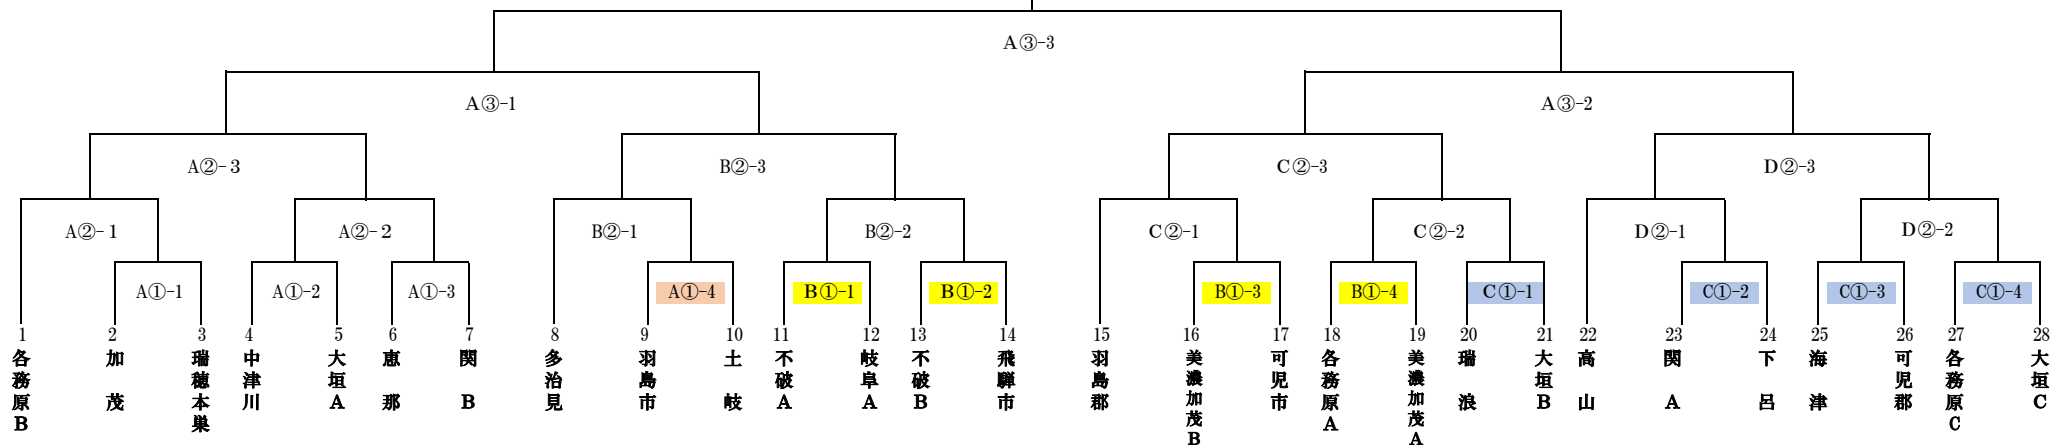 A③-3
A③-1
A③-2
A②-3
B②-3
C②-3
D②-3
A②-1
A②-2
B②-1
B②-2
C②-1
C②-2
D②-1
D②-2
A①-1
A①-2
A①-3
A①-4
B①-1
B①-2
B①-3
B①-4
C①-1
C①-2
C①-3
C①-4
1
2
3
4
5
6
7
8
9
10
11
12
13
14
15
16
17
18
19
20
21
22
23
24
25
26
27
28
各務原B
加茂
瑞穂本巣
中津川
大垣A
恵那
関B
多治見
羽島市
土岐
不破A
岐阜A
不破B
飛騨市
羽島郡
美濃加茂B
可児市
各務原A
美濃加茂A
瑞浪
大垣B
高山
関A
下呂
海津
可児郡
各務原C
大垣C